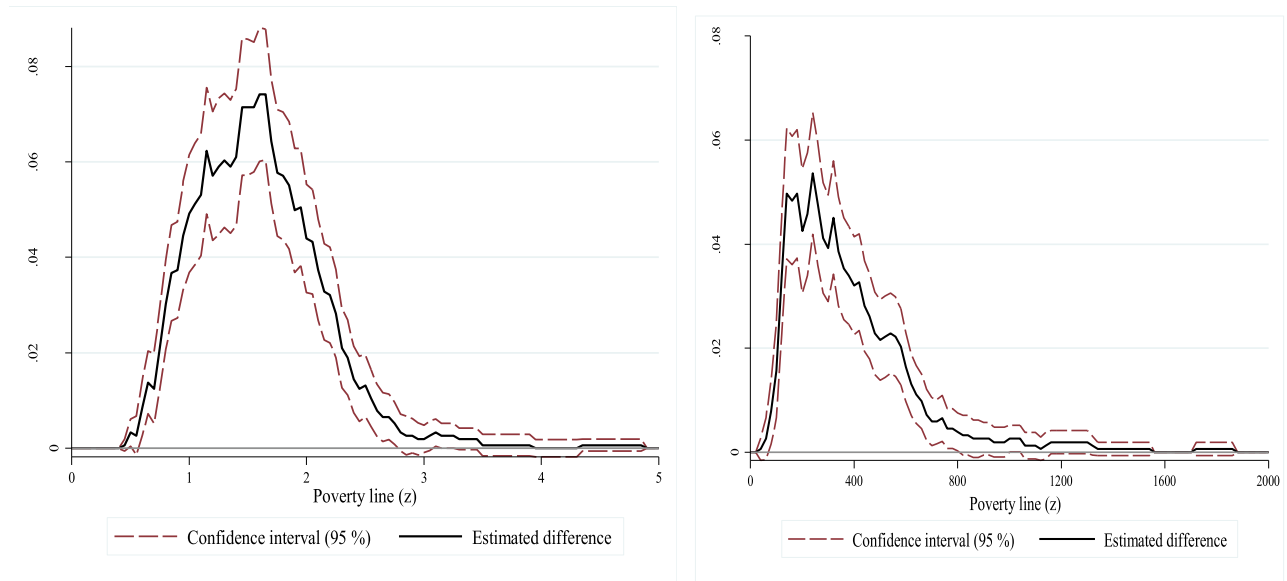 .08
.06
.04
.02
0
0 1 2 3 4 5
Poverty line (z)
Confidence interval (95 %) Estimated difference
.08
.06
.04
.02
0
0 400 800 1200 1600 2000
Poverty line (z)
Confidence interval (95 %) Estimated difference